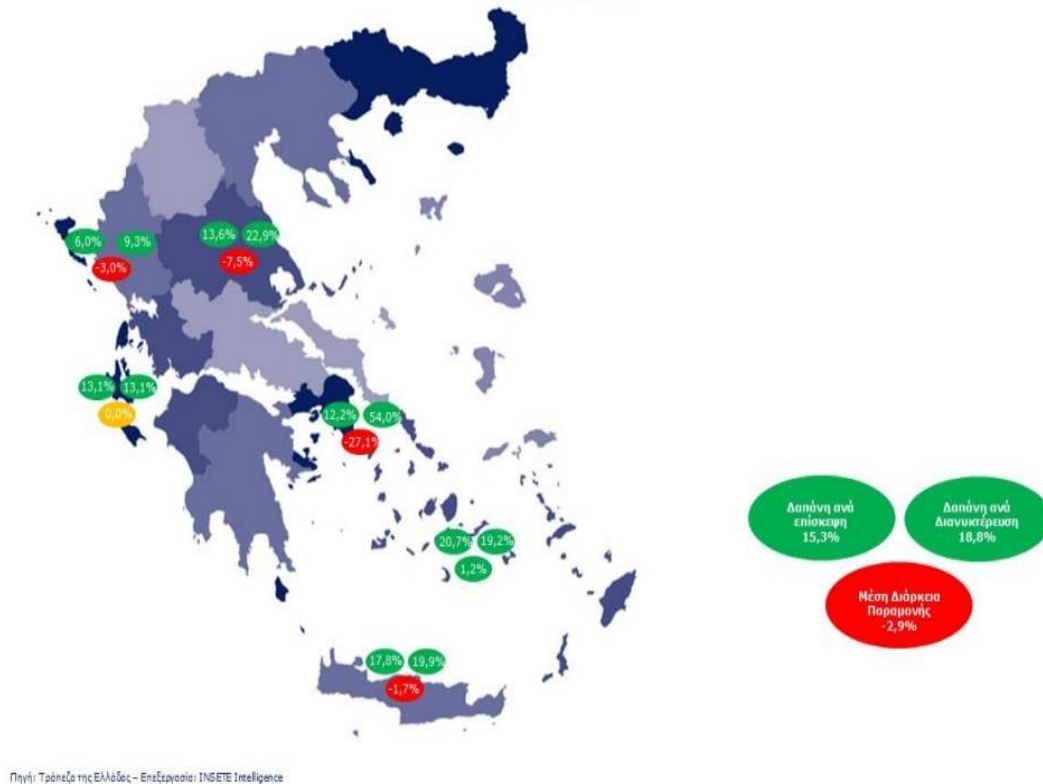 6,0% 9,3%
-3,0%
13,6% 22,9%
-7,5%
13,1% 13,1%
0,0%
12,2% 54,0%
-27,1%
20,7% 19,2%
1,2%
17,8% 19,9%
-1,7%
Δαπάνη ανά
επίσκεψη
15,3%
Δαπάνη ανά
Διανυκτέρευση
18,8%
Μέση Διάρκεια
Παραμονής
-2,9%
Πηγή: Τράπεζα της Ελλάδας – Επεξεργασία: INSETE Intelligence